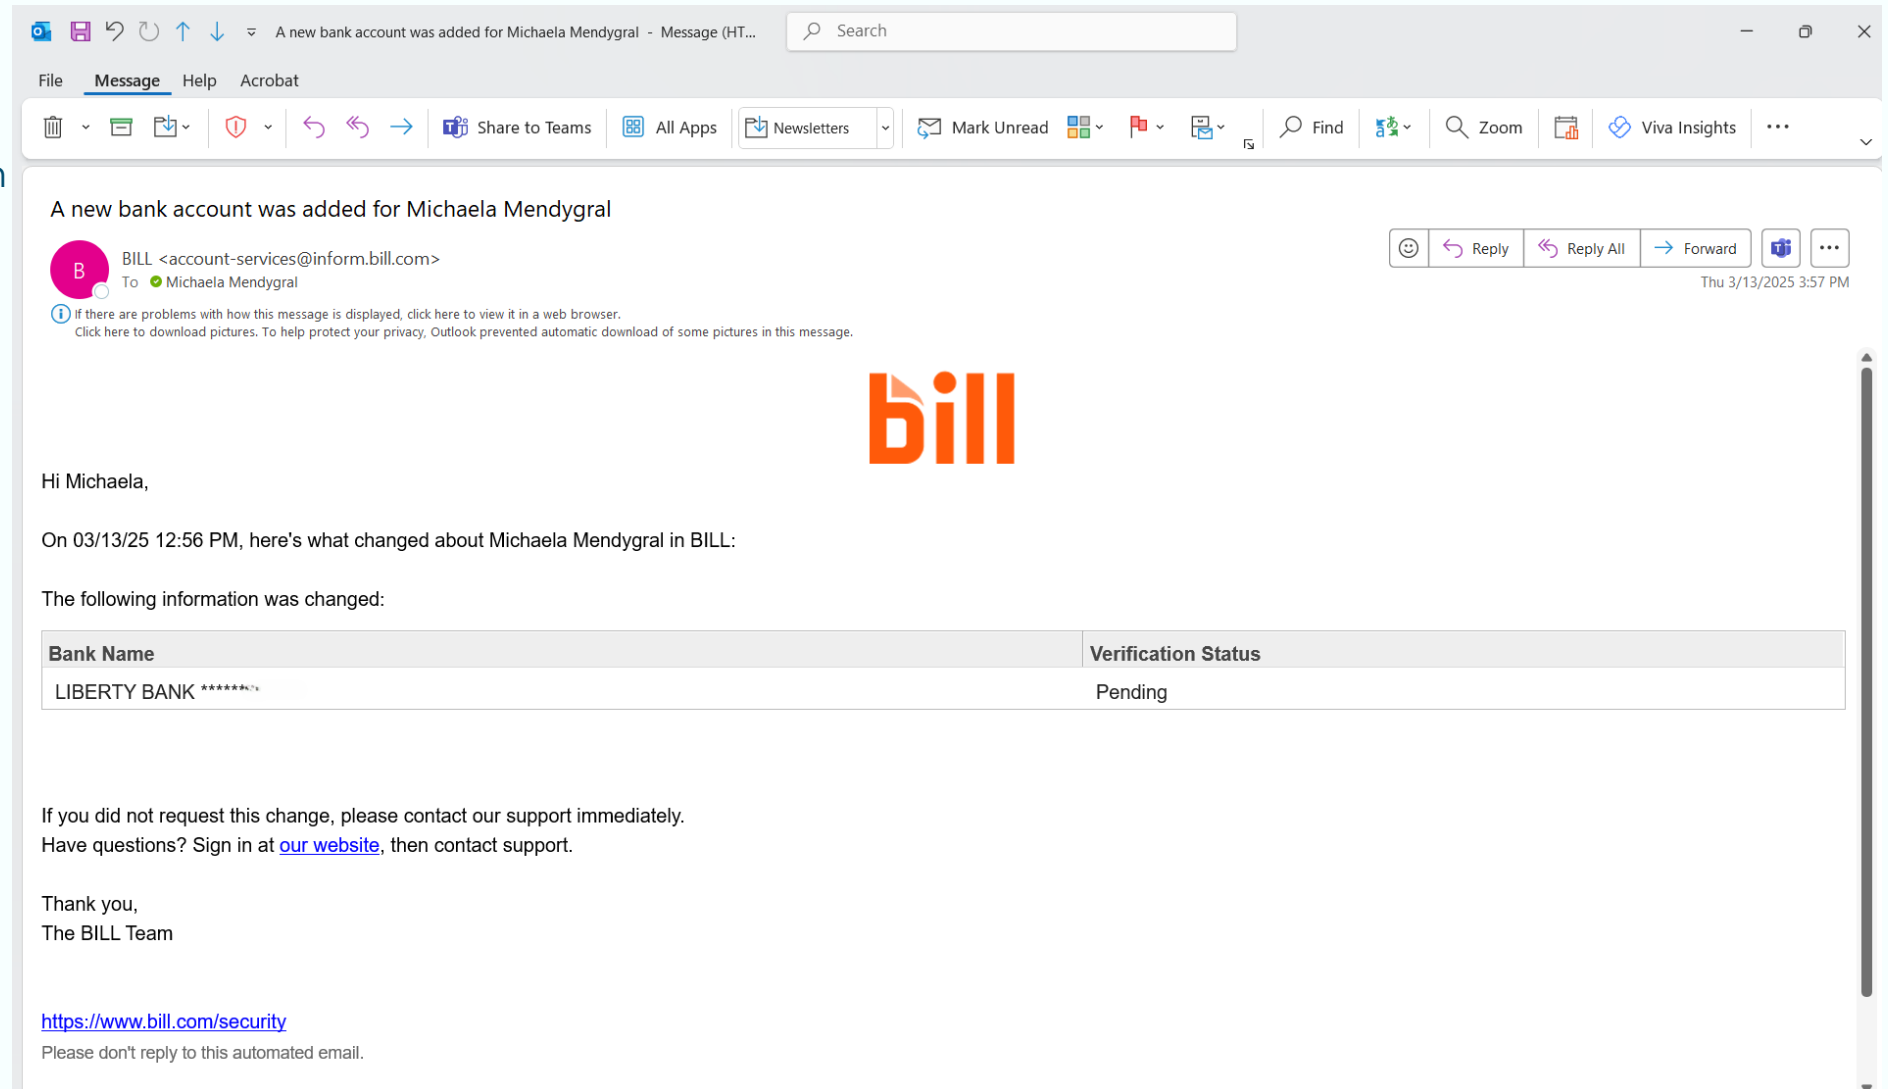 A new bank account was added for Michaela Mendygral - Message (HT...
Search
File Message Help Acrobat
Share to Teams All Apps Newsletters Mark Unread Find Zoom Viva Insights ...
A new bank account was added for Michaela Mendygral
B
BILL <account-services@inform.bill.com>
To Michaela Mendygral
Reply Reply All Forward ...
Thu 3/13/2025 3:57 PM
If there are problems with how this message is displayed, click here to view it in a web browser.
Click here to download pictures. To help protect your privacy, Outlook prevented automatic download of some pictures in this message.
bill
Hi Michaela,
On 03/13/25 12:56 PM, here's what changed about Michaela Mendygral in BILL:
The following information was changed:
Bank Name Verification Status
LIBERTY BANK ****** Pending
If you did not request this change, please contact our support immediately.
Have questions? Sign in at our website, then contact support.
Thank you,
The BILL Team
https://www.bill.com/security
Please don't reply to this automated email.